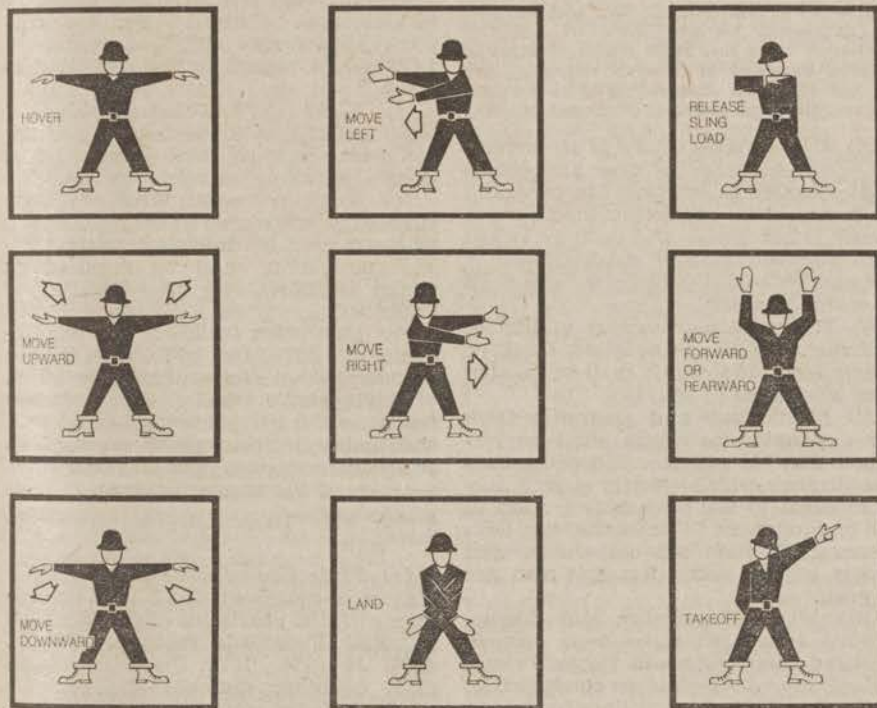 HOVER
MOVE
LEFT
RELEASE
SLING
LOAD
MOVE
UPWARD
MOVE
RIGHT
MOVE
FORWARD
OR
REARWARD
MOVE
DOWNWARD
LAND
TAKEOFF